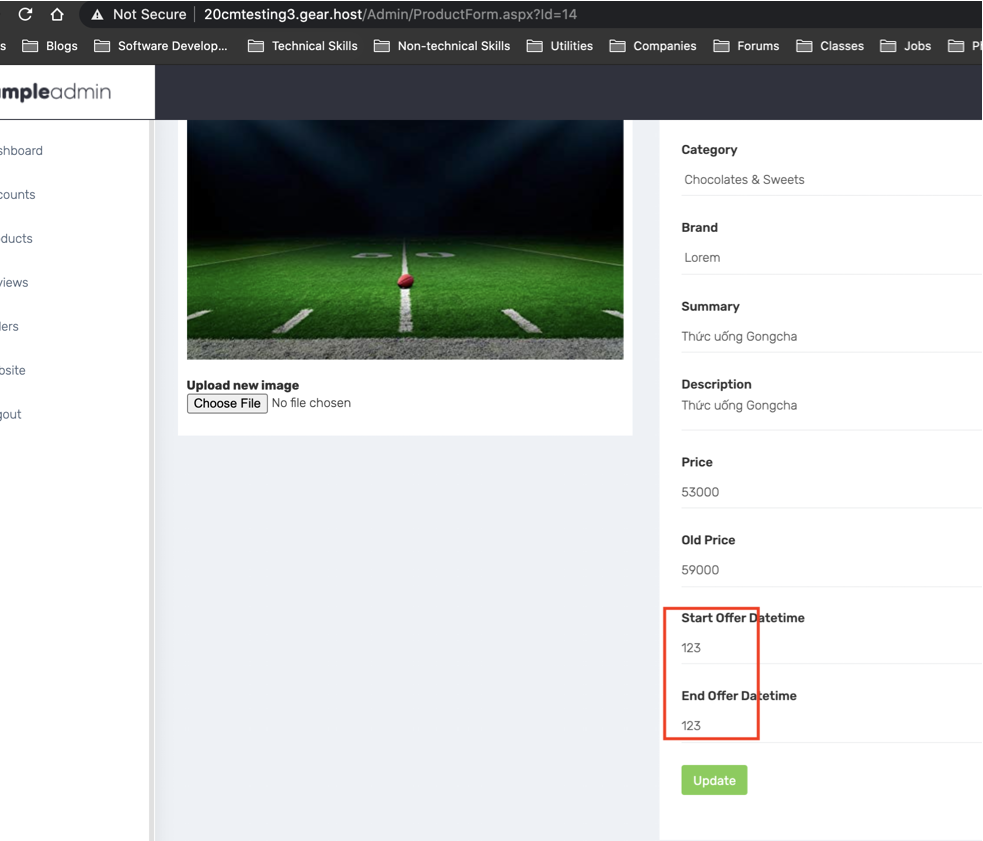 Not Secure 20cmtesting3.gear.host/Admin/ProductForm.aspx?Id=14
s Blogs Software Develop... Technical Skills Non-technical Skills Utilities Companies Forums Classes Jobs Pl
mpleadmin
shboard
counts
ducts
views
lers
bsite
gout
Upload new image
Choose File No file chosen
Category
Chocolates & Sweets
Brand
Lorem
Summary
Thức uống Gongcha
Description
Thức uống Gongcha
Price
53000
Old Price
59000
Start Offer Datetime
123
End Offer Datetime
123
Update